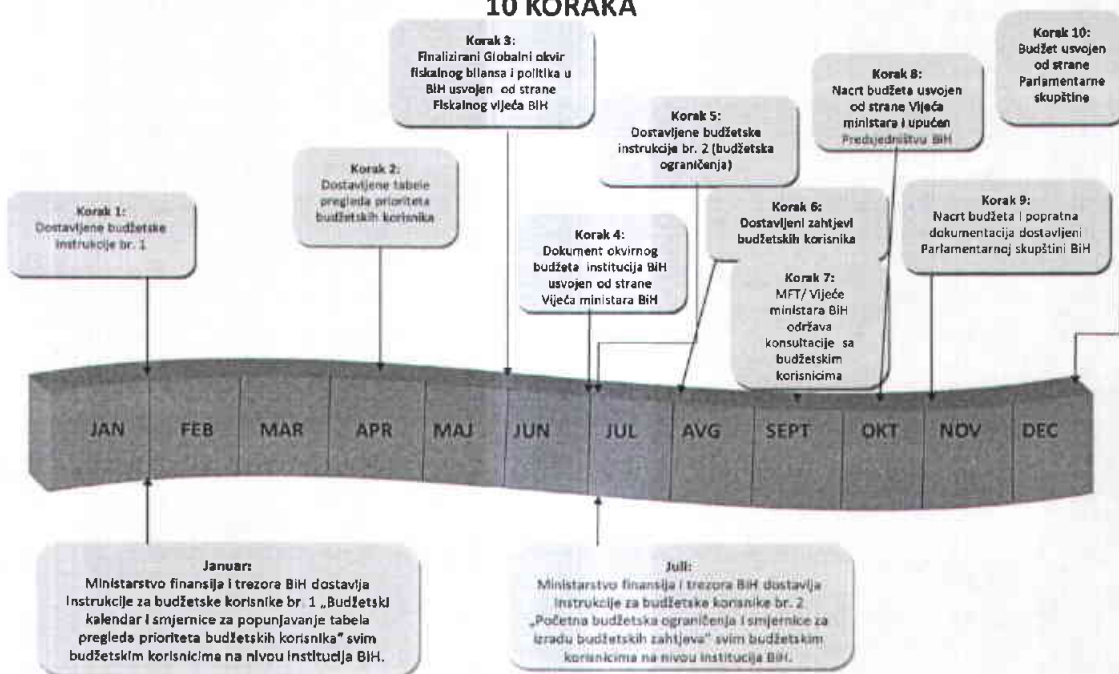 10 KORAKA
Korak 1:
Dostavljene budžetske
instrukcije br. 1
Korak 2:
Dostavljene tabele
pregleda prioriteta
budžetskih korisnika
Korak 3:
Finalizirani Globalni okvir
fiskalnog bilansa i politika u
BiH usvojen od strane
Fiskalnog vijeća BiH
Korak 4:
Dokument okvirnog
budžeta institucija BiH
usvojen od strane
Vijeća ministara BiH
Korak 5:
Dostavljene budžetske
instrukcije br. 2 (budžetska
ograničenja)
Korak 6:
Dostavljeni zahtjevi
budžetskih korisnika
Korak 7:
MFT/ Vijeće
ministara BiH
održava
konsultacije sa
budžetskim
korisnicima
Korak 8:
Nacrt budžeta usvojen
od strane Vijeća
ministara i upućen
Predsjedništvu BiH
Korak 9:
Nacrt budžeta i popratna
dokumentacija dostavljeni
Parlamentarnoj skupštini BiH
Korak 10:
Budžet usvojen
od strane
Parlamentarne
skupštine
JAN FEB MAR APR MAJ JUN JUL AVG SEPT OKT NOV DEC
Januar:
Ministarstvo finansija i trezora BiH dostavlja
Instrukcije za budžetske korisnike br. 1 „Budžetski
kalendar i smjernice za popunjavanje tabela
pregleda prioriteta budžetskih korisnika" svim
budžetskim korisnicima na nivou institucija BiH.
Juli:
Ministarstvo finansija i trezora BiH dostavlja
Instrukcije za budžetske korisnike br. 2
„Početna budžetska ograničenja i smjernice za
izradu budžetskih zahtjeva" svim budžetskim
korisnicima na nivou institucija BiH.